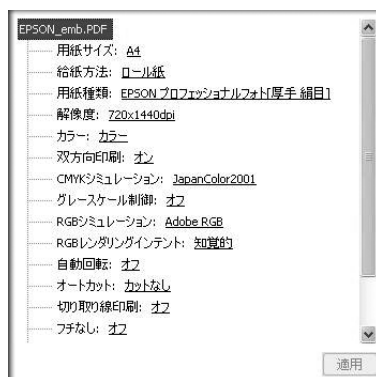 EPSON_emb.PDF
用紙サイズ: A4
給紙方法: ロール紙
用紙種類: EPSON プロフェッショナルフォト[厚手 絹目]
解像度: 720x1440dpi
カラー: カラー
双方向印刷: オン
CMYKシミュレーション: JapanColor2001
グレースケール制御: オフ
RGBシミュレーション: Adobe RGB
RGBレンダリングインテント: 知覚的
自動回転: オフ
オートカット: カットなし
切り取り線印刷: オフ
フチなし: オフ
適用